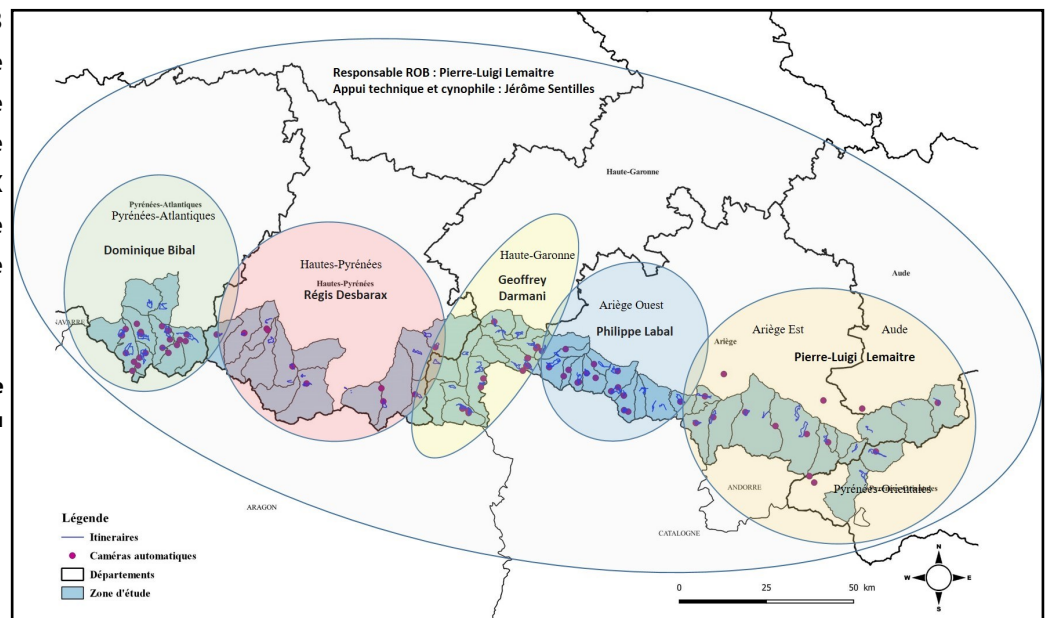 Responsable ROB : Pierre-Luigi Lemaitre
Appui technique et cynophile : Jérôme Sentilles
Haute-Garonne
Pyrénées-Atlantiques
Pyrénées-Atlantiques
Dominique Bibal
Hautes-Pyrénées
Hautes-Pyrénées
Régis Desbarax
Haute-Garonne
Geoffrey
Darmani
Ariège Ouest
Philippe Labal
Aude
Ariège
Ariège Est
Aude
Pierre-Luigi Lemaitre
ANDORRE
Pyrénées-Orientales
ARAGON
CATALOGNE
Légende
Itineraires
Caméras automatiques
Départements
Zone d'étude
0 25 50 km
N
W E
S